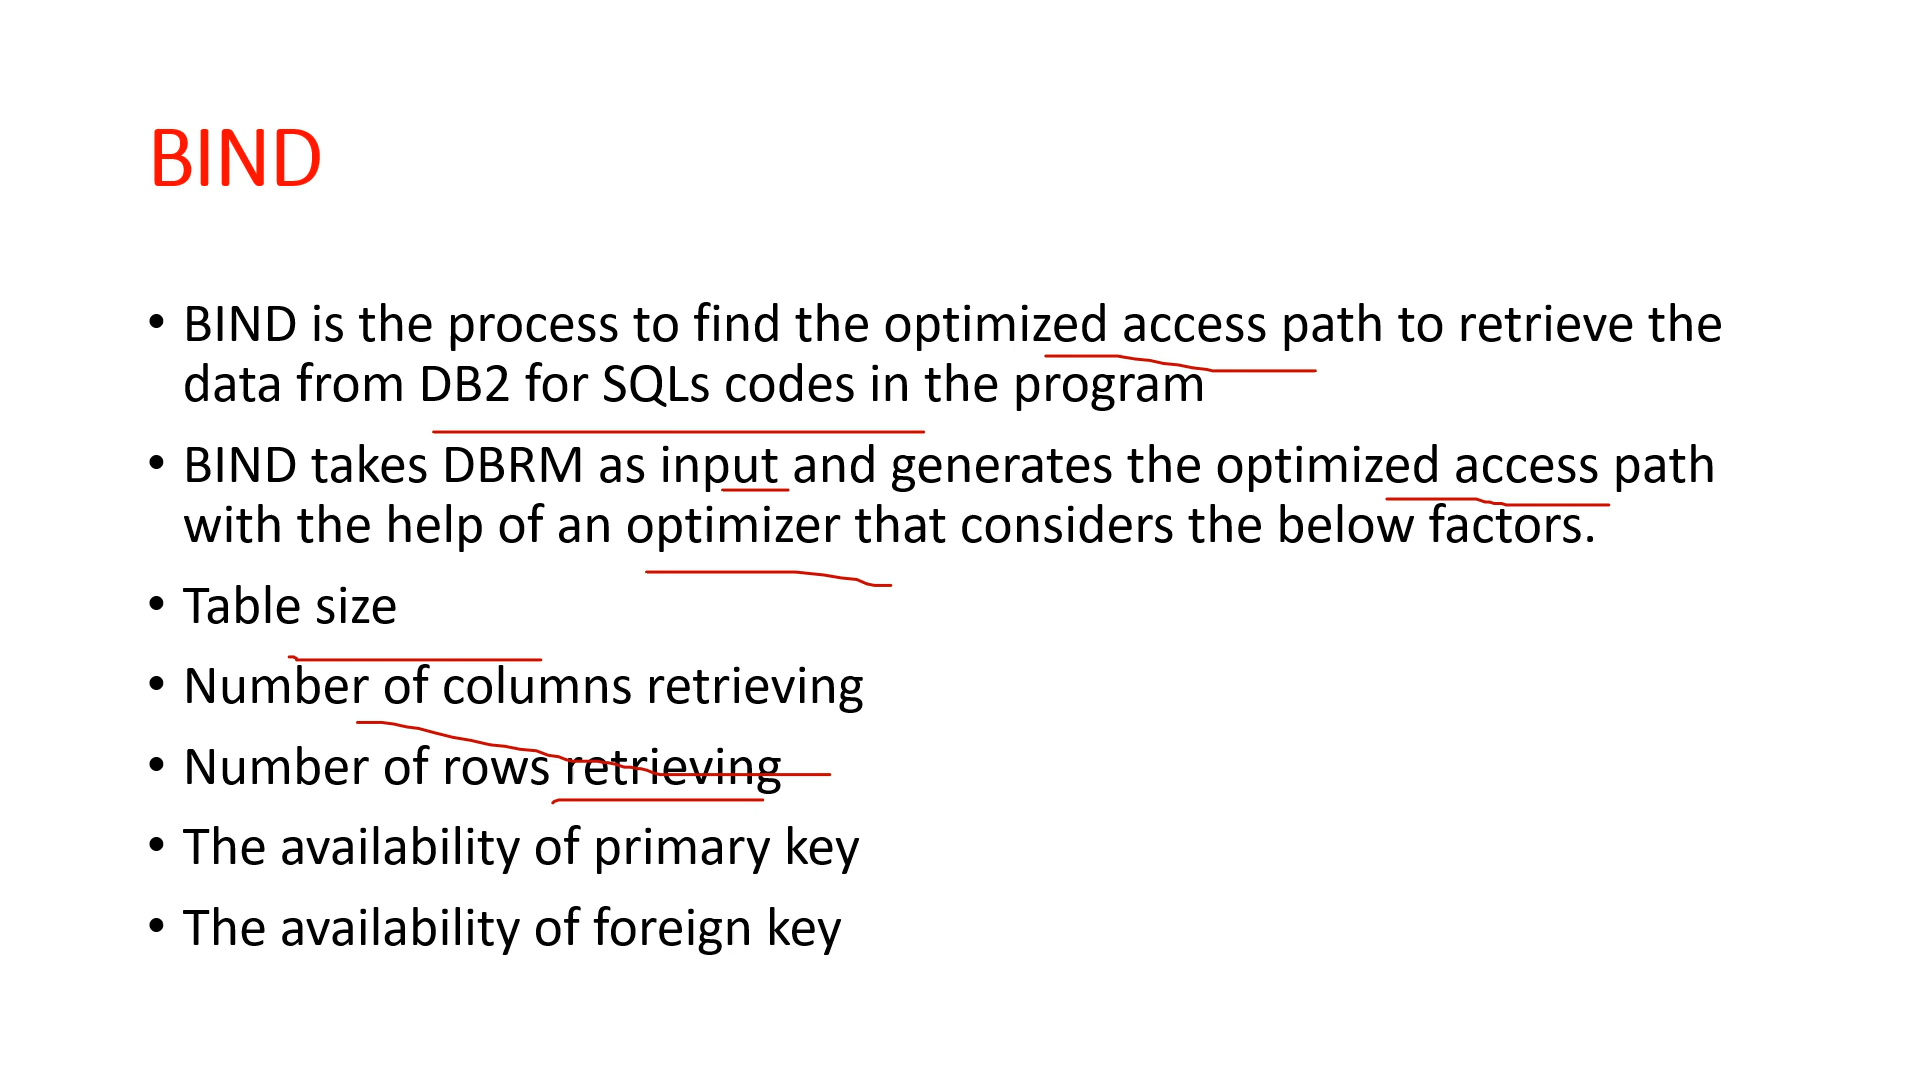 BIND
• BIND is the process to find the optimized access path to retrieve the
data from DB2 for SQLs codes in the program
• BIND takes DBRM as input and generates the optimized access path
with the help of an optimizer that considers the below factors.
• Table size
• Number of columns retrieving
• Number of rows retrieving
• The availability of primary key
• The availability of foreign key